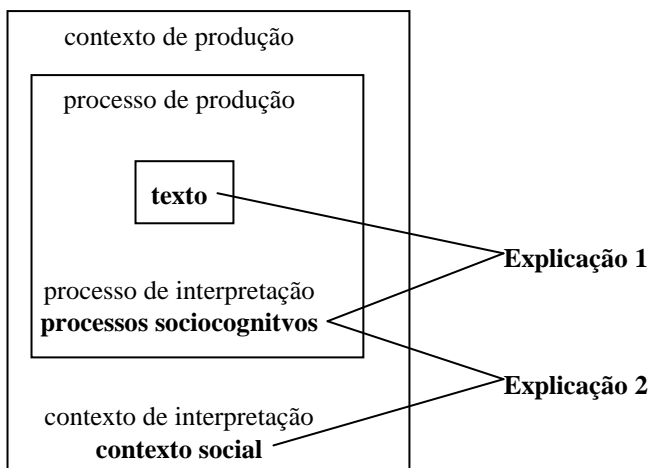 contexto de produção
processo de produção
texto
Explicação 1
processo de interpretação
processos sociocognitvos
Explicação 2
contexto de interpretação
contexto social